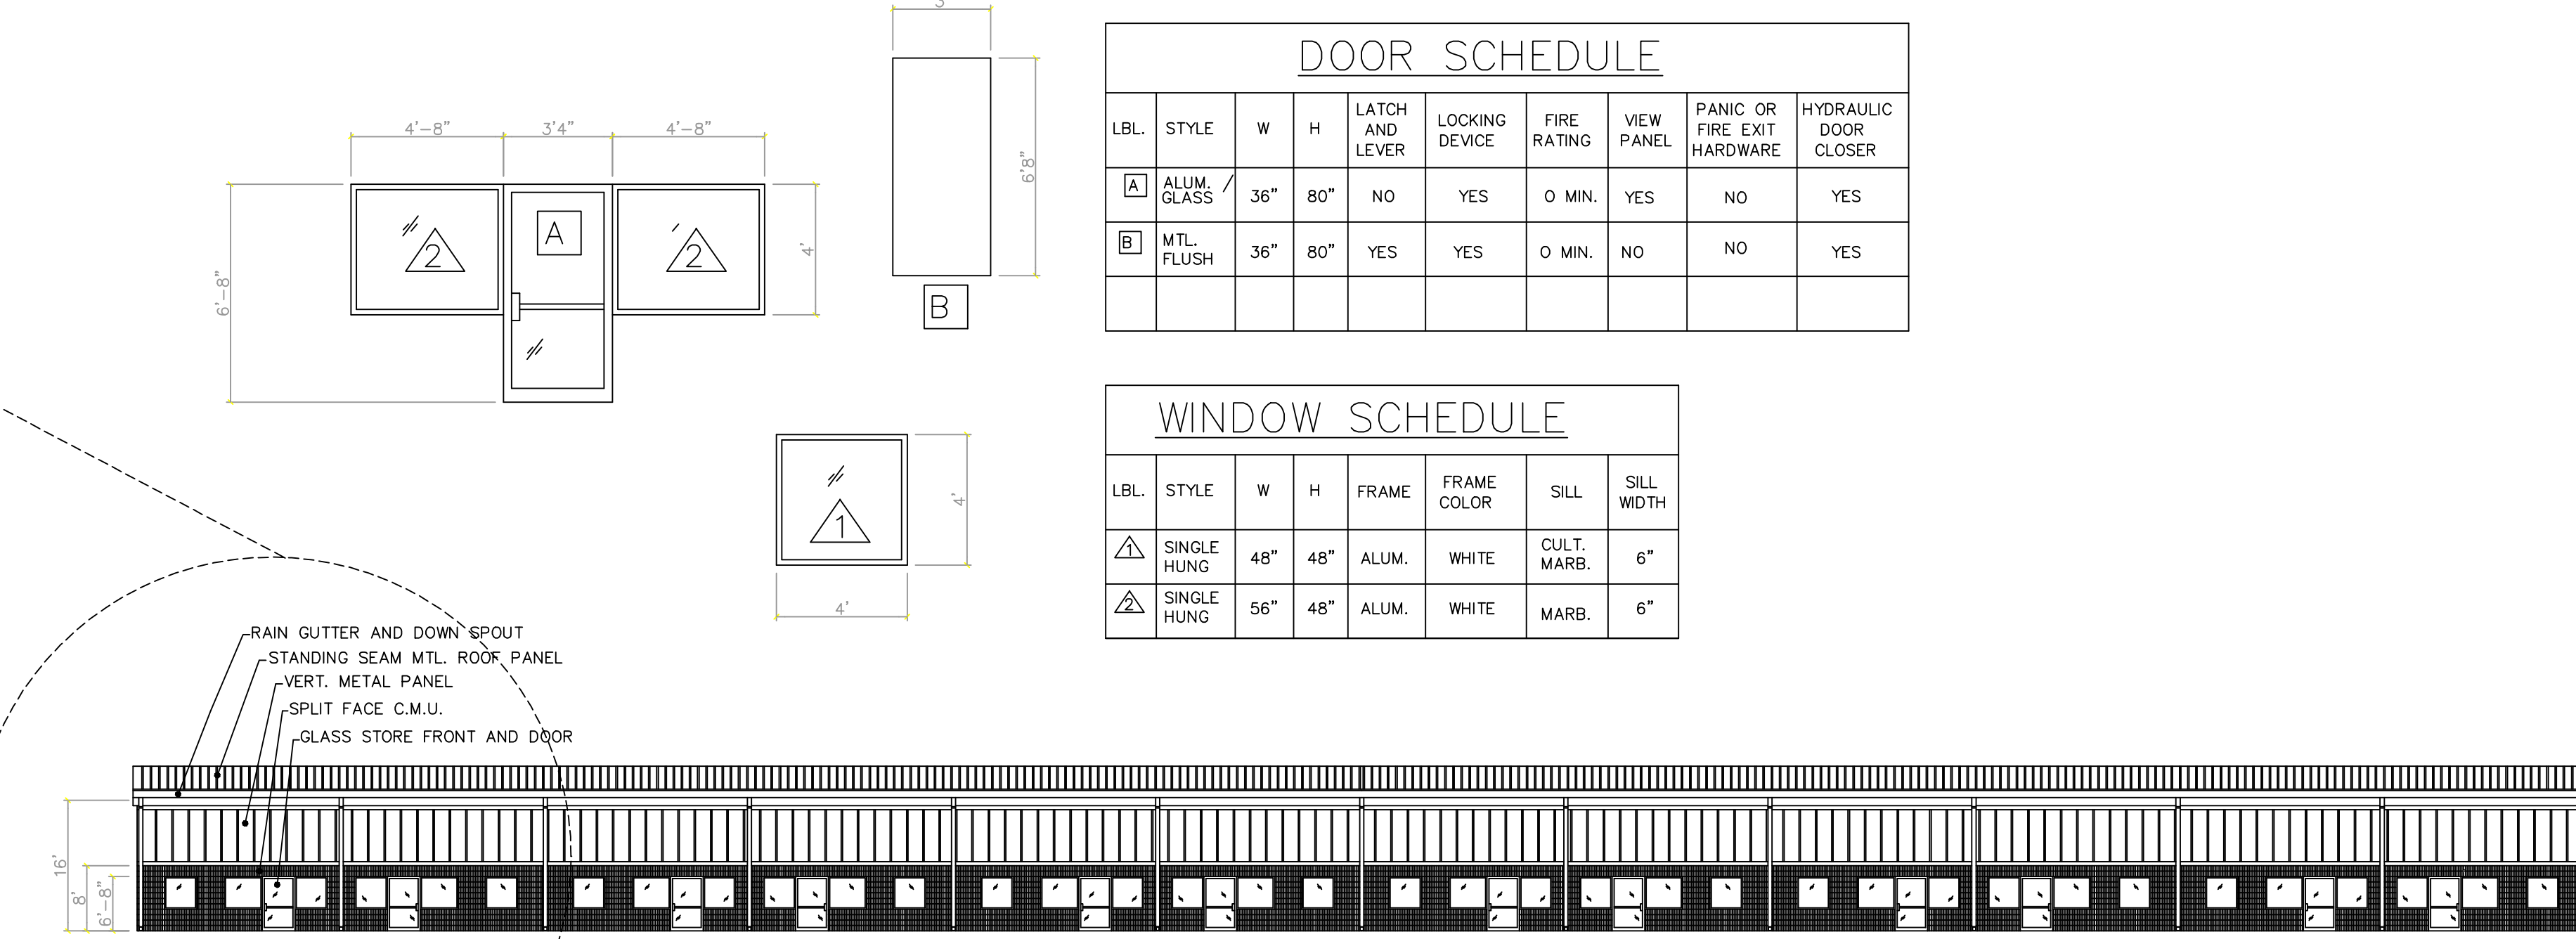 3'
4'-8" 3'4" 4'-8"
6'-8"
4'
A
2
2
6'8"
B
4'
1
4'
DOOR SCHEDULE
LBL. STYLE W H LATCH AND LEVER LOCKING DEVICE FIRE RATING VIEW PANEL PANIC OR FIRE EXIT HARDWARE HYDRAULIC DOOR CLOSER
A ALUM. / GLASS 36" 80" NO YES 0 MIN. YES NO YES
B MTL. FLUSH 36" 80" YES YES 0 MIN. NO NO YES
WINDOW SCHEDULE
LBL. STYLE W H FRAME FRAME COLOR SILL SILL WIDTH
1 SINGLE HUNG 48" 48" ALUM. WHITE CULT. MARB. 6"
2 SINGLE HUNG 56" 48" ALUM. WHITE MARB. 6"
RAIN GUTTER AND DOWN SPOUT
STANDING SEAM MTL. ROOF PANEL
VERT. METAL PANEL
SPLIT FACE C.M.U.
GLASS STORE FRONT AND DOOR
16'
8'
6'-8"